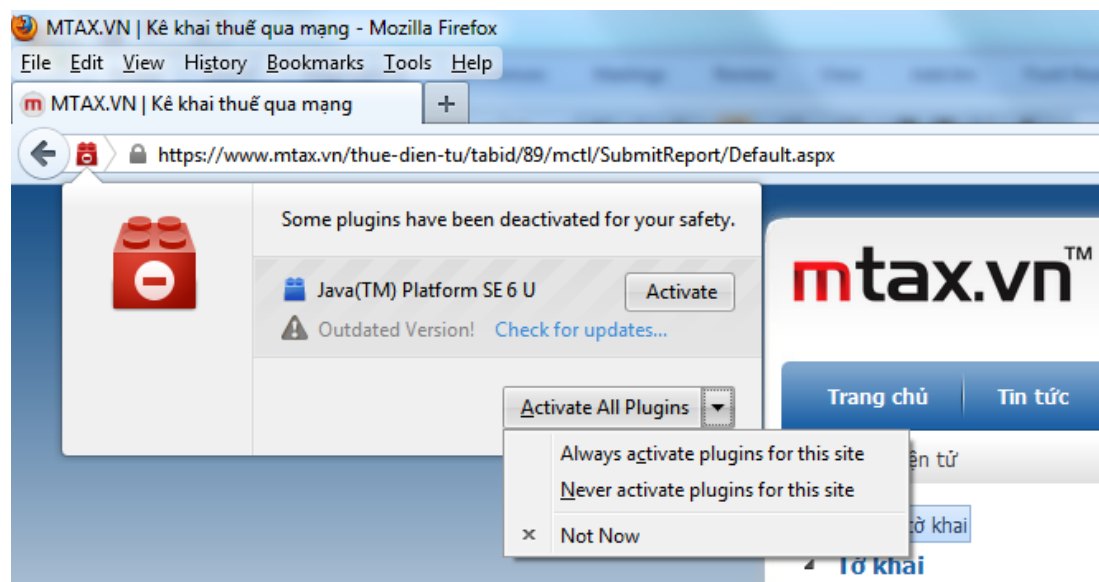 MTAX.VN | Kê khai thuế qua mạng - Mozilla Firefox
File Edit View History Bookmarks Tools Help
MTAX.VN | Kê khai thuế qua mạng
https://www.mtax.vn/thue-dien-tu/tabid/89/mctl/SubmitReport/Default.aspx
Some plugins have been deactivated for your safety.
Java(TM) Platform SE 6 U Activate
Outdated Version! Check for updates...
Activate All Plugins
Always activate plugins for this site
Never activate plugins for this site
Not Now
mtax.vn™
Trang chủ Tin tức
tử
khai
Tờ khai